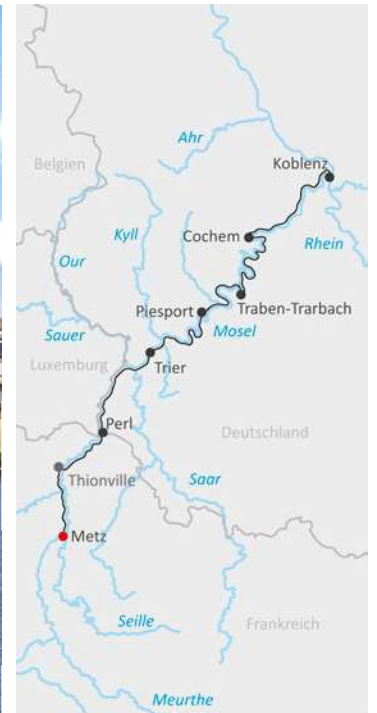 Ahr
Koblenz
Belgien
Kyll
Cochem
Rhein
Our
Piesport
Traben-Trarbach
Mosel
Sauer
Luxemburg
Trier
Perl
Deutschland
Thionville
Saar
Metz
Seille
Frankreich
Meurthe